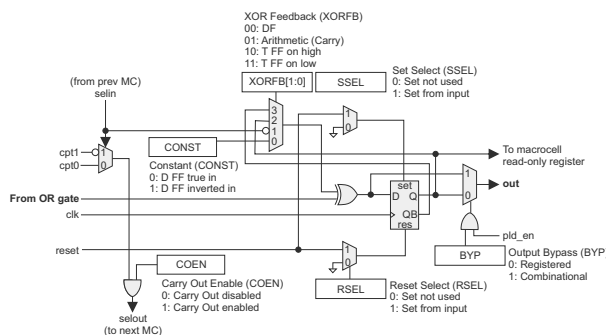 XOR Feedback (XORFB)
00: DF
01: Arithmetic (Carry)
10: T FF on high
11: T FF on low
(from prev MC)
selin
XORFB[1:0]
SSEL
Set Select (SSEL)
0: Set not used
1: Set from input
3
2
1
0
1
0
CONST
cpt1
cpt0
1
0
Constant (CONST)
0: D FF true in
1: D FF inverted in
To macrocell
read-only register
1
0
out
From OR gate
set
D Q
clk
QB
res
pld_en
reset
1
0
BYP
Output Bypass (BYP)
0: Registered
1: Combinational
COEN
Carry Out Enable (COEN)
0: Carry Out disabled
1: Carry Out enabled
RSEL
Reset Select (RSEL)
0: Set not used
1: Set from input
selout
(to next MC)